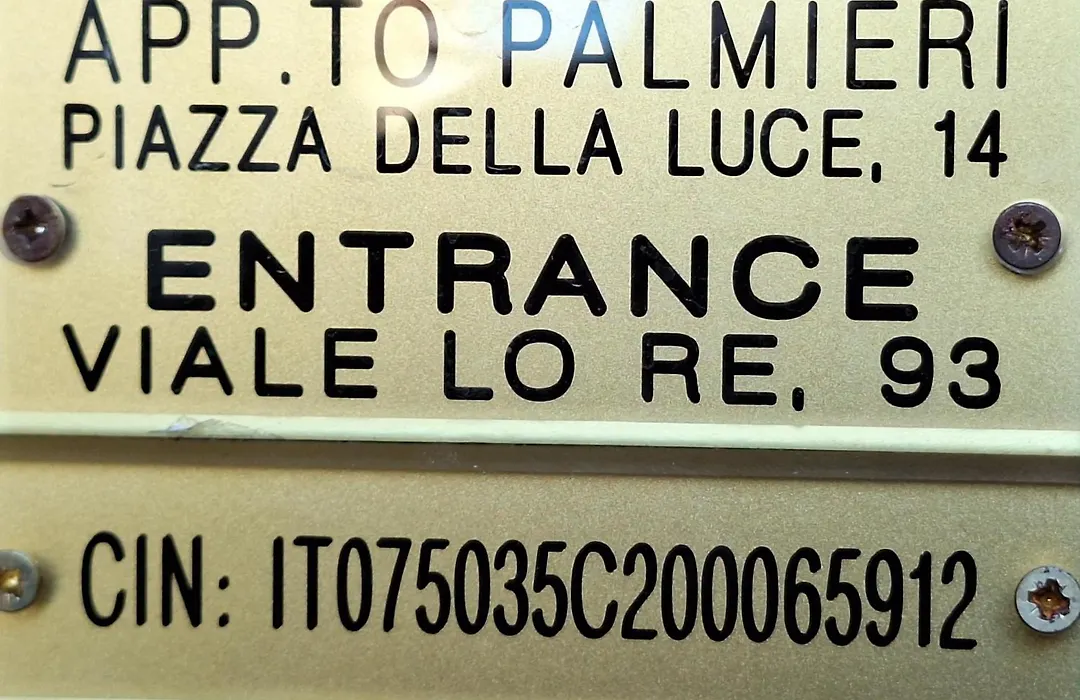 APP.TO PALMIERI
PIAZZA DELLA LUCE, 14
ENTRANCE
VIALE LO RE, 93
CIN: IT075035C200065912